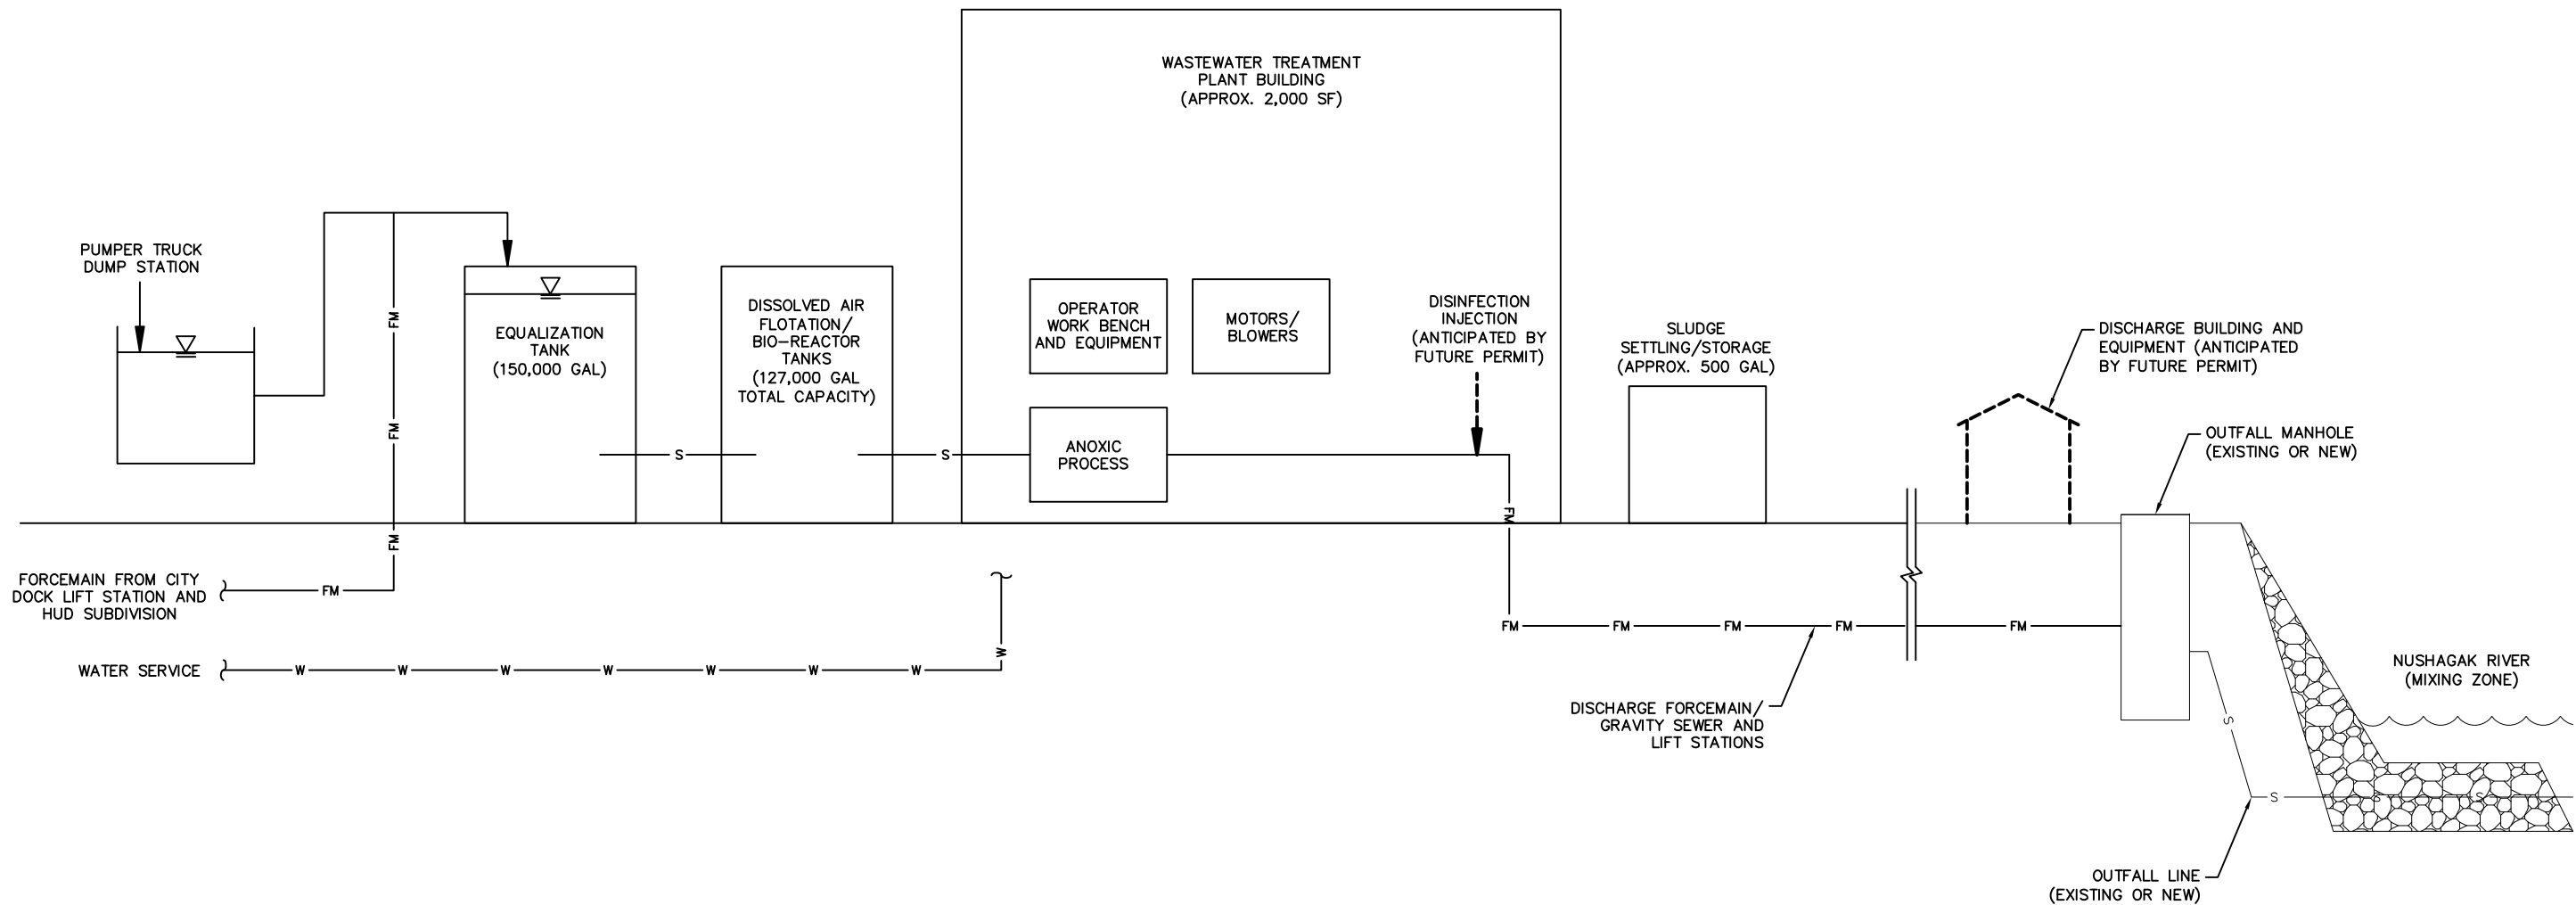 WASTEWATER TREATMENT
PLANT BUILDING
(APPROX. 2,000 SF)
PUMPER TRUCK
DUMP STATION
EQUALIZATION
TANK
(150,000 GAL)
DISSOLVED AIR
FLOTATION/
BIO-REACTOR
TANKS
(127,000 GAL
TOTAL CAPACITY)
OPERATOR
WORK BENCH
AND EQUIPMENT
MOTORS/
BLOWERS
DISINFECTION
INJECTION
(ANTICIPATED BY
FUTURE PERMIT)
SLUDGE
SETTLING/STORAGE
(APPROX. 500 GAL)
DISCHARGE BUILDING AND
EQUIPMENT (ANTICIPATED
BY FUTURE PERMIT)
OUTFALL MANHOLE
(EXISTING OR NEW)
ANOXIC
PROCESS
FM
FM
FM
S
S
FM
FORCEMAIN FROM CITY
DOCK LIFT STATION AND
HUD SUBDIVISION
FM
FM
FM
FM
FM
FM
WATER SERVICE
W
W
W
W
W
W
W
W
NUSHAGAK RIVER
(MIXING ZONE)
DISCHARGE FORCEMAIN/
GRAVITY SEWER AND
LIFT STATIONS
S
S
S
S
OUTFALL LINE
(EXISTING OR NEW)